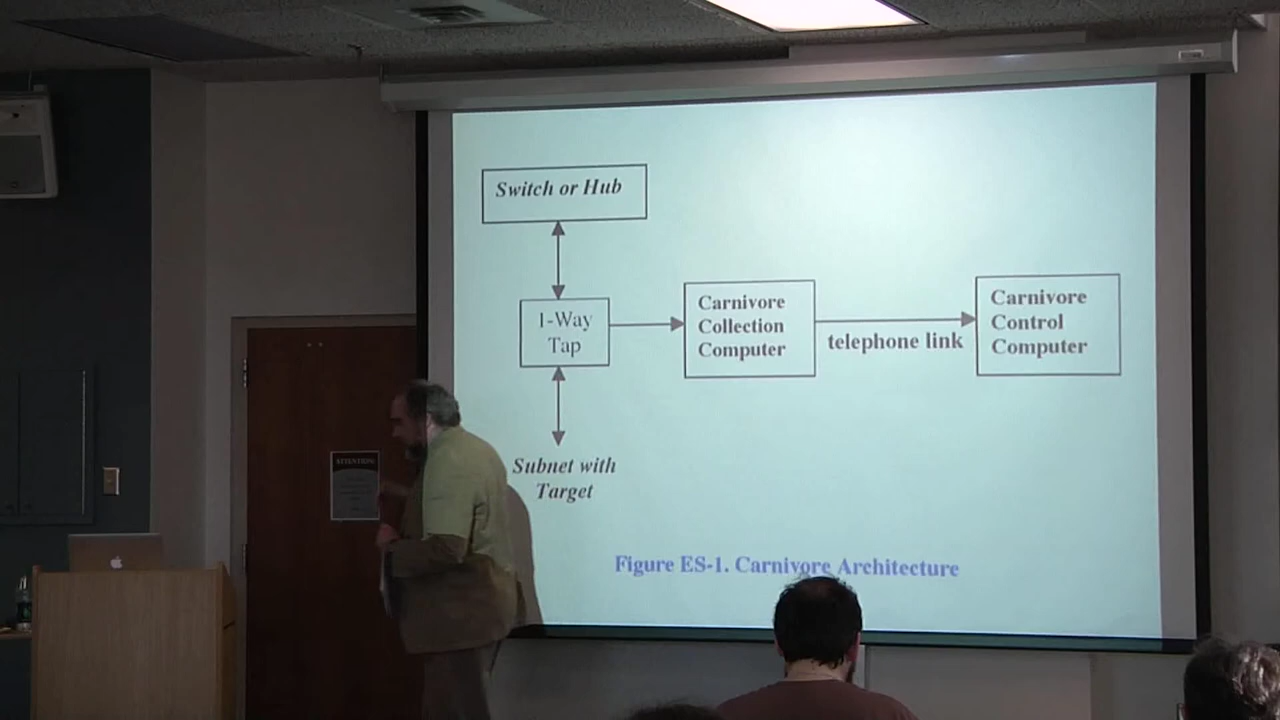 Switch or Hub
1-Way
Tap
Carnivore
Collection
Computer
telephone link
Carnivore
Control
Computer
Subnet with
Target
Figure ES-1. Carnivore Architecture
ATTENTION: